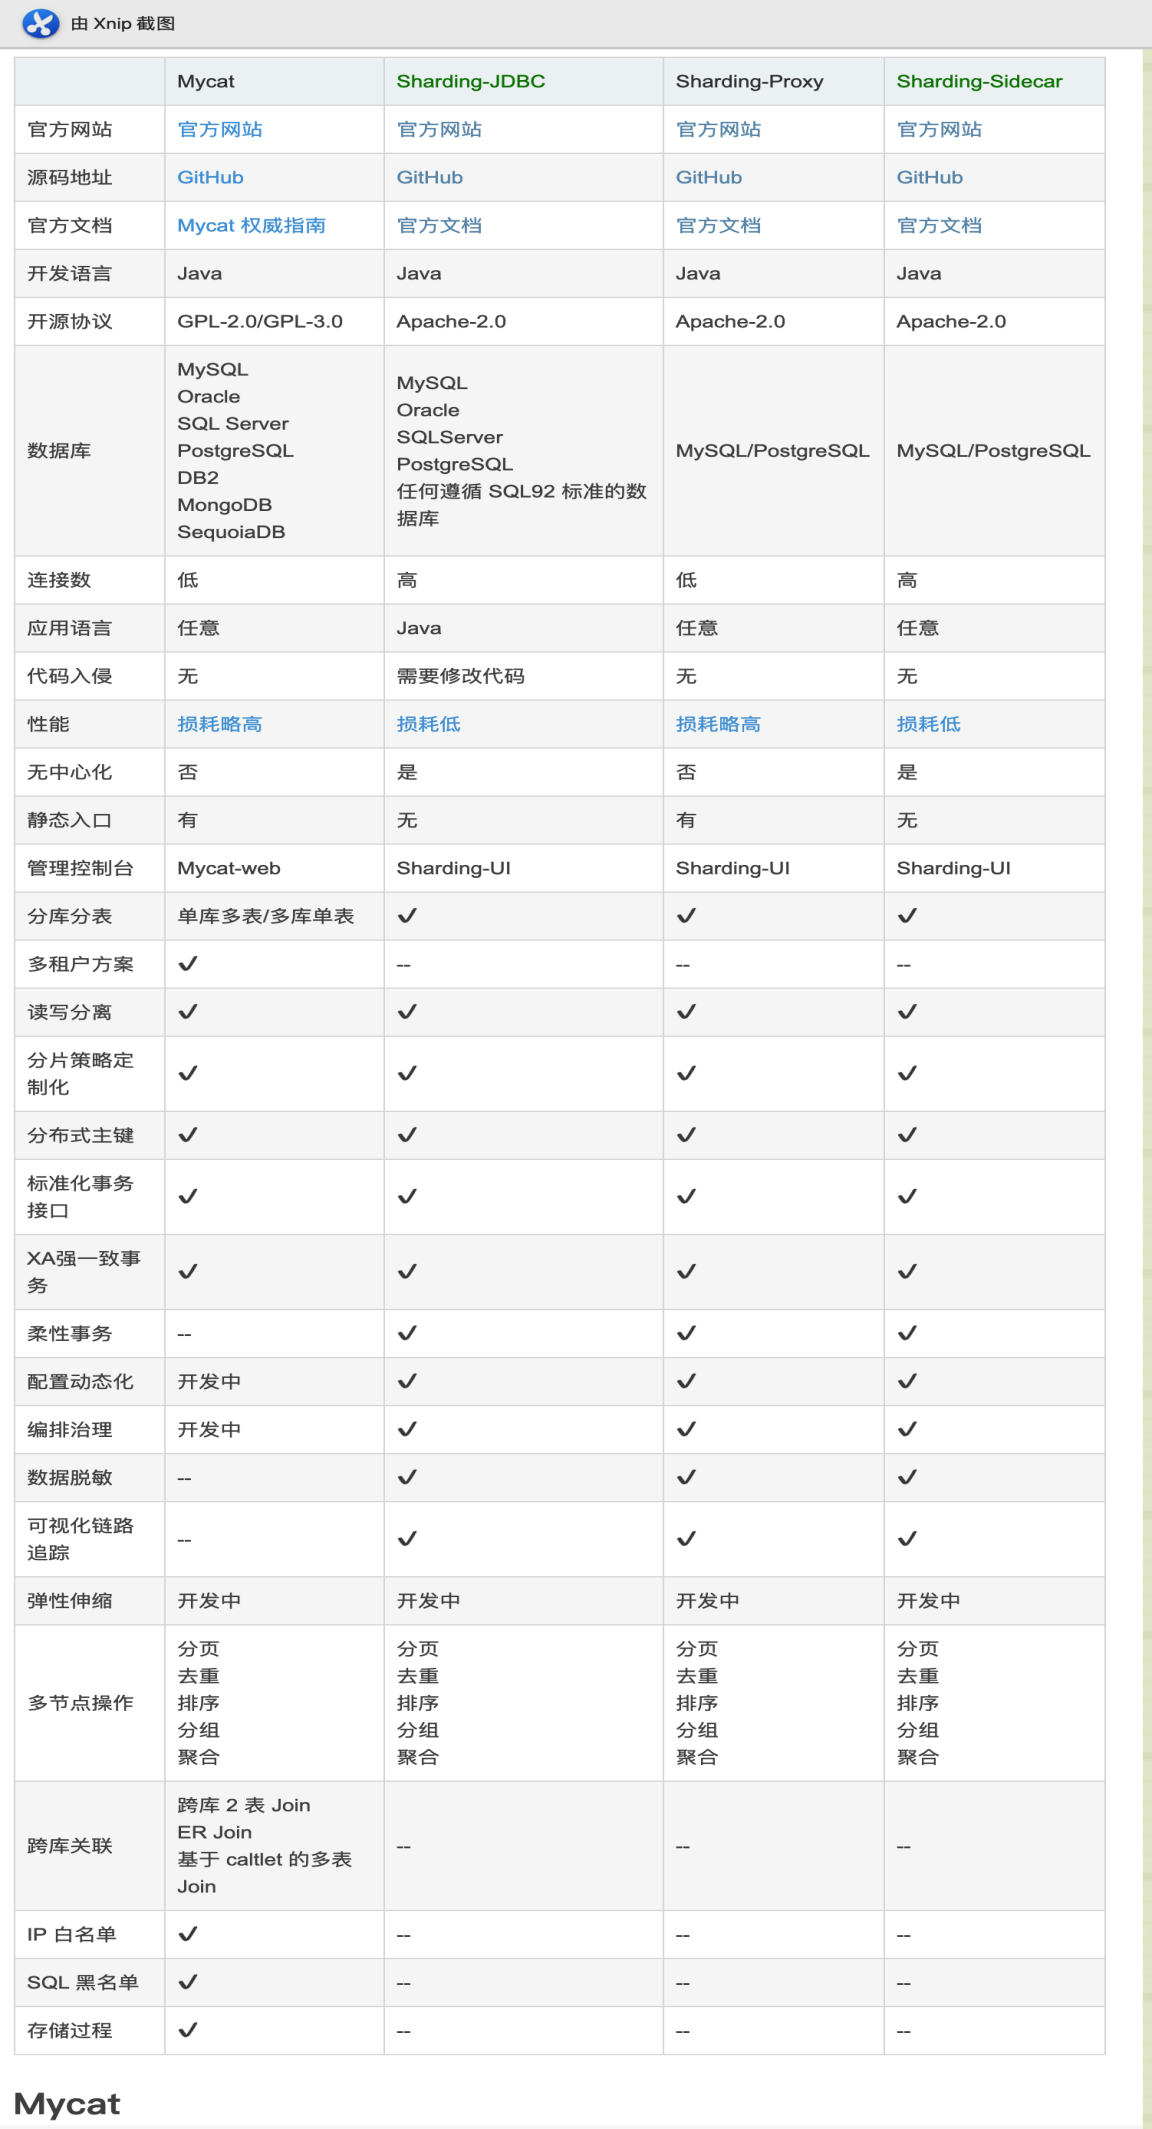 由 Xnip 截图
Mycat Sharding-JDBC Sharding-Proxy Sharding-Sidecar
官方网站 官方网站 官方网站 官方网站 官方网站
源码地址 GitHub GitHub GitHub GitHub
官方文档 Mycat 权威指南 官方文档 官方文档 官方文档
开发语言 Java Java Java Java
开源协议 GPL-2.0/GPL-3.0 Apache-2.0 Apache-2.0 Apache-2.0
数据库
MySQL
Oracle
SQL Server
PostgreSQL
DB2
MongoDB
SequoiaDB
MySQL
Oracle
SQLServer
PostgreSQL
任何遵循 SQL92 标准的数
据库
MySQL/PostgreSQL
MySQL/PostgreSQL
连接数 低 高 低 高
应用语言 任意 Java 任意 任意
代码入侵 无 需要修改代码 无 无
性能 损耗略高 损耗低 损耗略高 损耗低
无中心化 否 是 否 是
静态入口 有 无 有 无
管理控制台 Mycat-web Sharding-UI Sharding-UI Sharding-UI
分库分表 单库多表/多库单表 ✔ ✔ ✔
多租户方案 ✔ -- -- --
读写分离 ✔ ✔ ✔ ✔
分片策略定
制化 ✔ ✔ ✔ ✔
分布式主键 ✔ ✔ ✔ ✔
标准化事务
接口 ✔ ✔ ✔ ✔
XA强一致事
务 ✔ ✔ ✔ ✔
柔性事务 -- ✔ ✔ ✔
配置动态化 开发中 ✔ ✔ ✔
编排治理 开发中 ✔ ✔ ✔
数据脱敏 -- ✔ ✔ ✔
可视化链路
追踪 -- ✔ ✔ ✔
弹性伸缩 开发中 开发中 开发中 开发中
多节点操作
分页 分页 分页 分页
去重 去重 去重 去重
排序 排序 排序 排序
分组 分组 分组 分组
聚合 聚合 聚合 聚合
跨库关联
跨库 2 表 Join
ER Join
基于 caltlet 的多表
Join
-- -- --
IP 白名单 ✔ -- -- --
SQL 黑名单 ✔ -- -- --
存储过程 ✔ -- -- --
Mycat